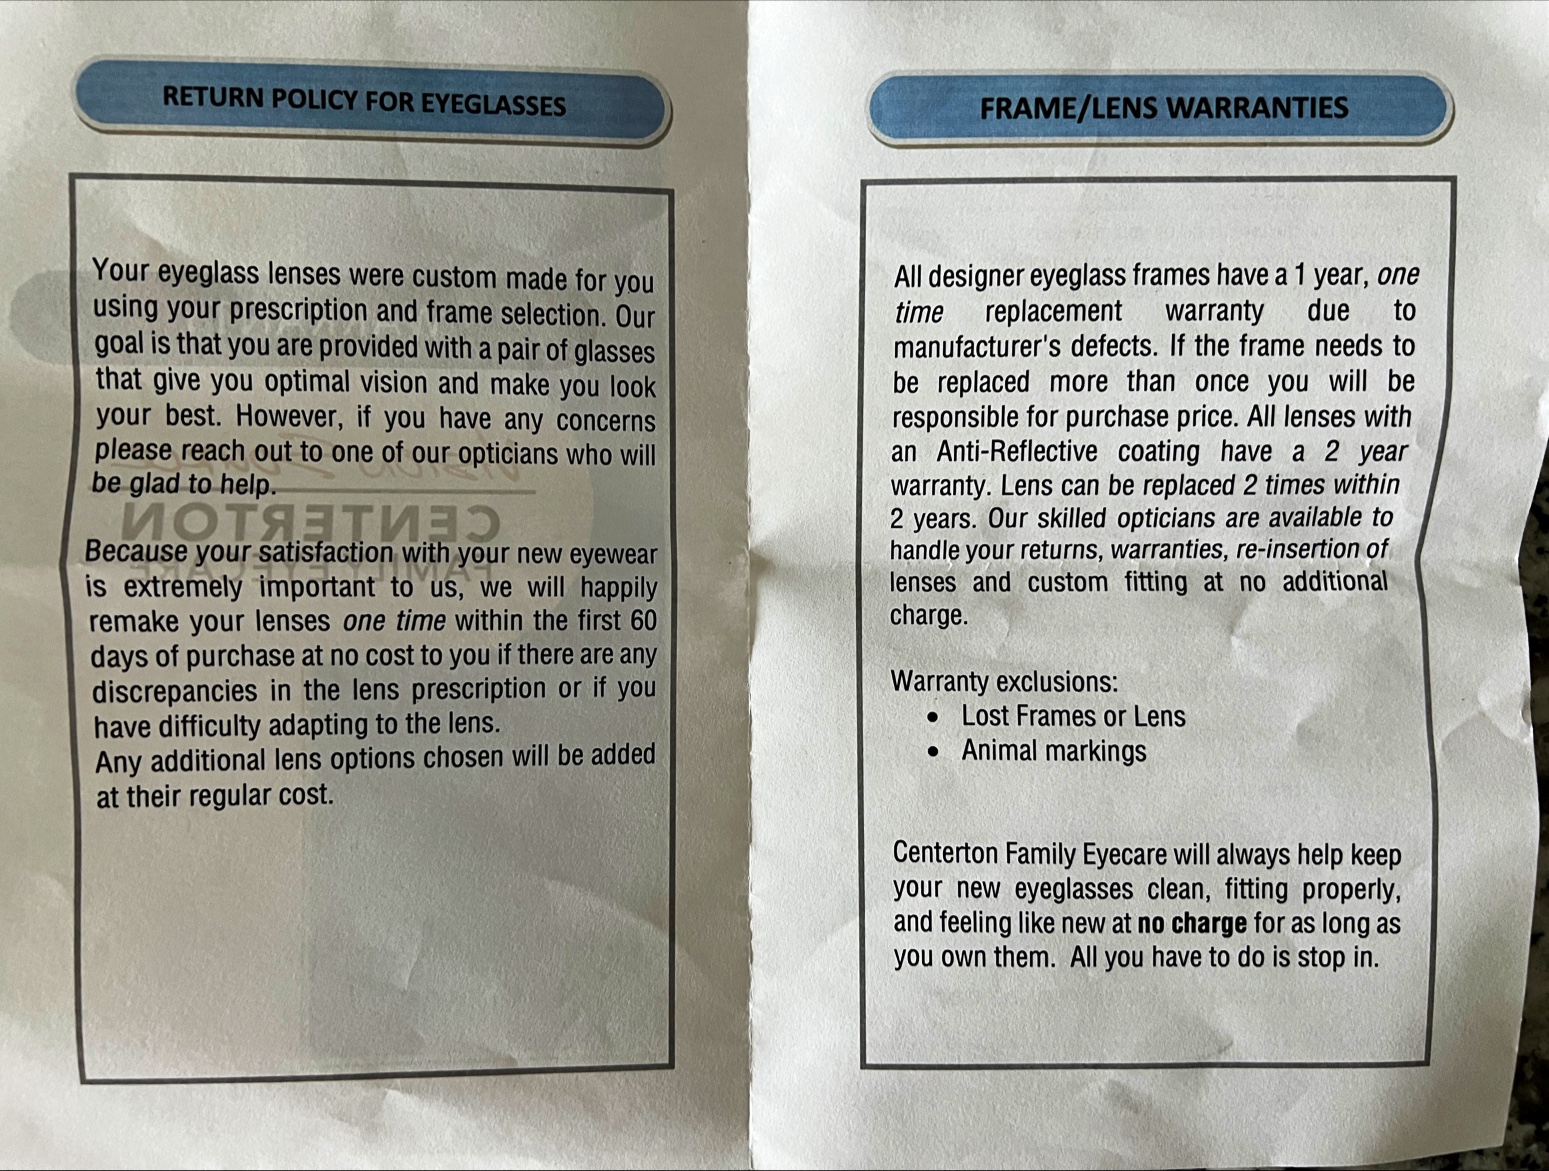 RETURN POLICY FOR EYEGLASSES
Your eyeglass lenses were custom made for you
using your prescription and frame selection. Our
goal is that you are provided with a pair of glasses
that give you optimal vision and make you look
your best. However, if you have any concerns
please reach out to one of our opticians who will
be glad to help.
CENTERTON
FAMILY EYECARE
Because your satisfaction with your new eyewear
is extremely important to us, we will happily
remake your lenses one time within the first 60
days of purchase at no cost to you if there are any
discrepancies in the lens prescription or if you
have difficulty adapting to the lens.
Any additional lens options chosen will be added
at their regular cost.
FRAME/LENS WARRANTIES
All designer eyeglass frames have a 1 year, one
time replacement warranty due to
manufacturer's defects. If the frame needs to
be replaced more than once you will be
responsible for purchase price. All lenses with
an Anti-Reflective coating have a 2 year
warranty. Lens can be replaced 2 times within
2 years. Our skilled opticians are available to
handle your returns, warranties, re-insertion of
lenses and custom fitting at no additional
charge.
Warranty exclusions:
• Lost Frames or Lens
• Animal markings
Centerton Family Eyecare will always help keep
your new eyeglasses clean, fitting properly,
and feeling like new at no charge for as long as
you own them. All you have to do is stop in.